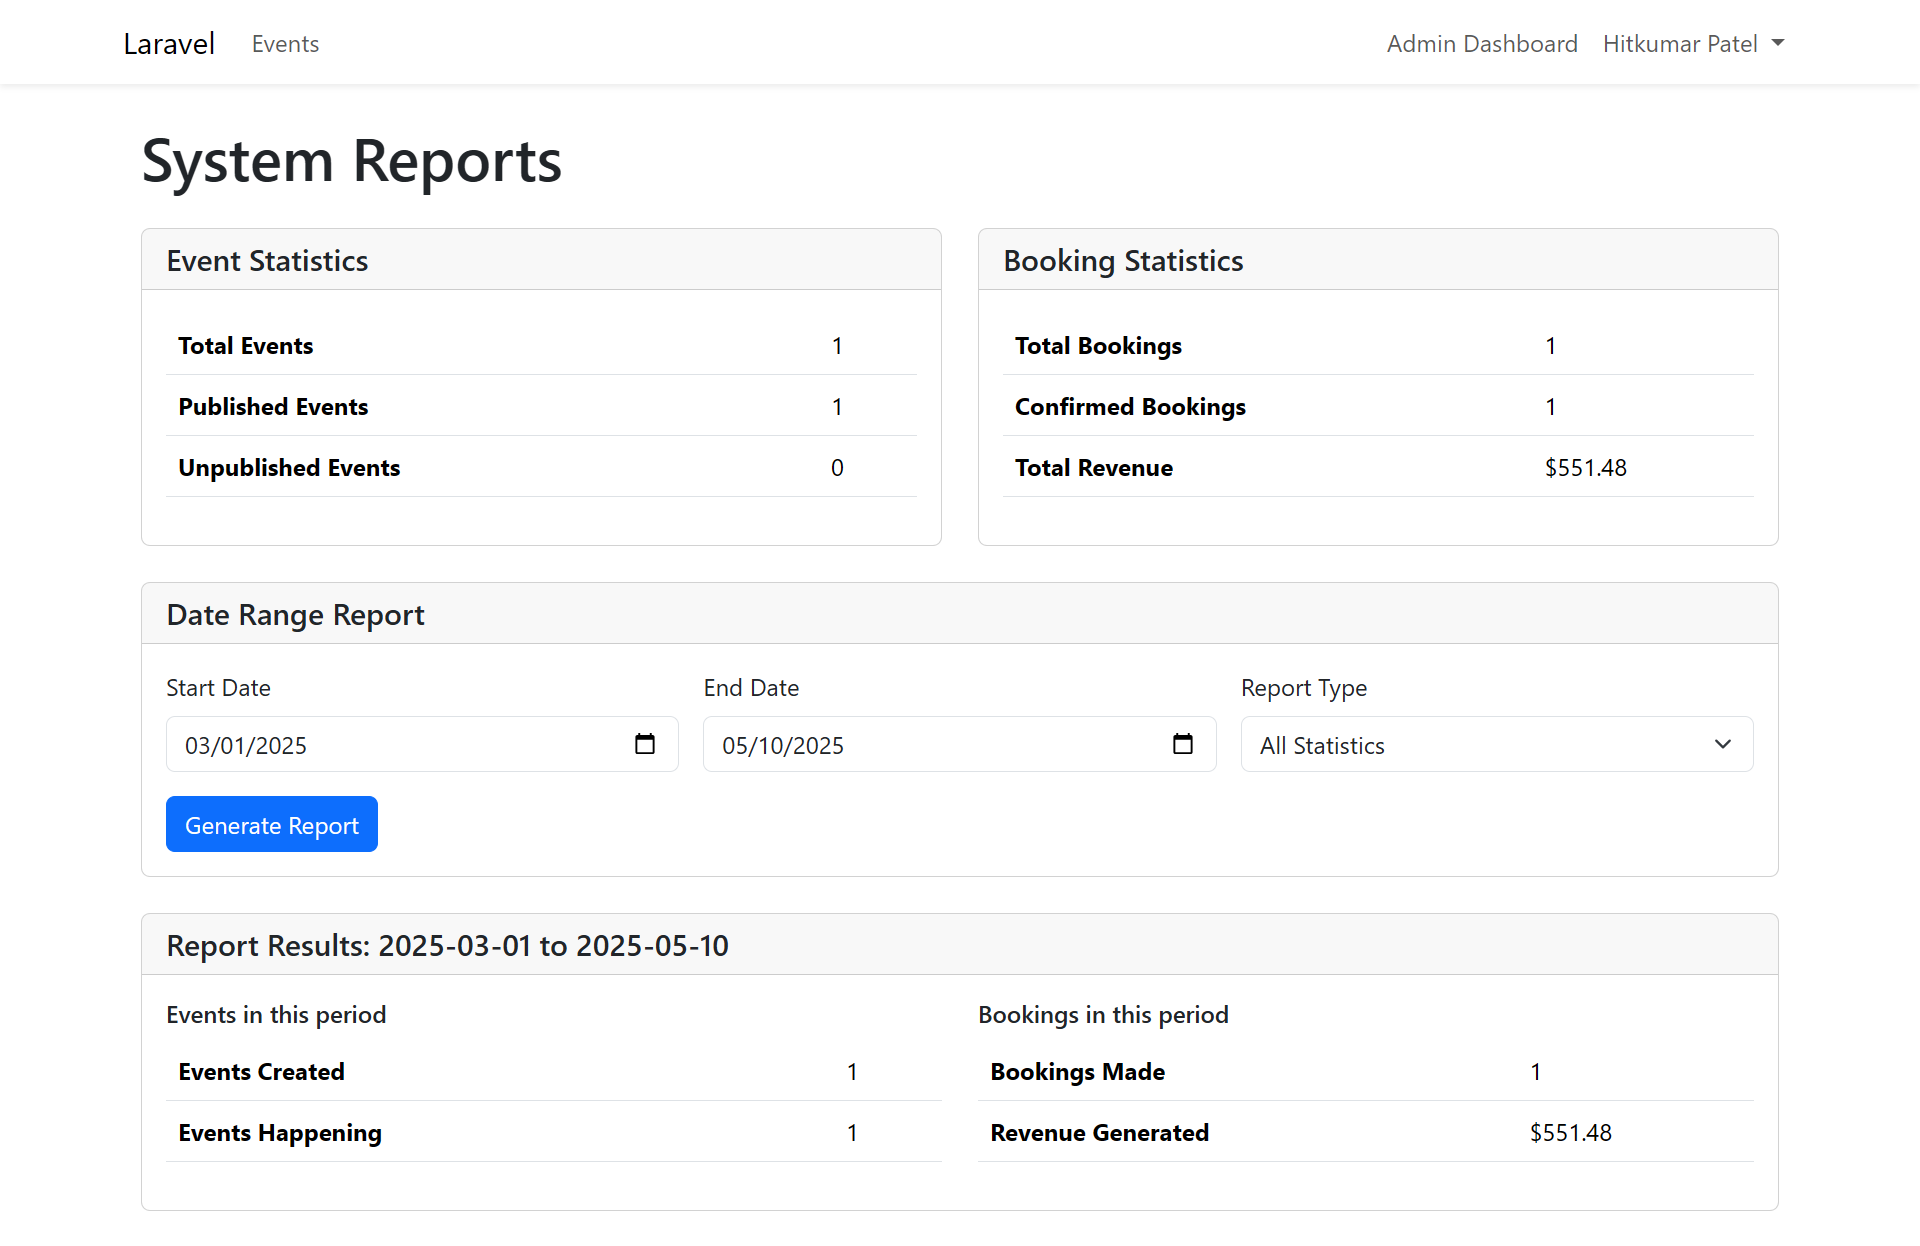 Laravel Events Admin Dashboard Hitkumar Patel
System Reports
Event Statistics
Total Events 1
Published Events 1
Unpublished Events 0
Booking Statistics
Total Bookings 1
Confirmed Bookings 1
Total Revenue $551.48
Date Range Report
Start Date End Date Report Type
03/01/2025 05/10/2025 All Statistics
Generate Report
Report Results: 2025-03-01 to 2025-05-10
Events in this period
Events Created 1
Events Happening 1
Bookings in this period
Bookings Made 1
Revenue Generated $551.48